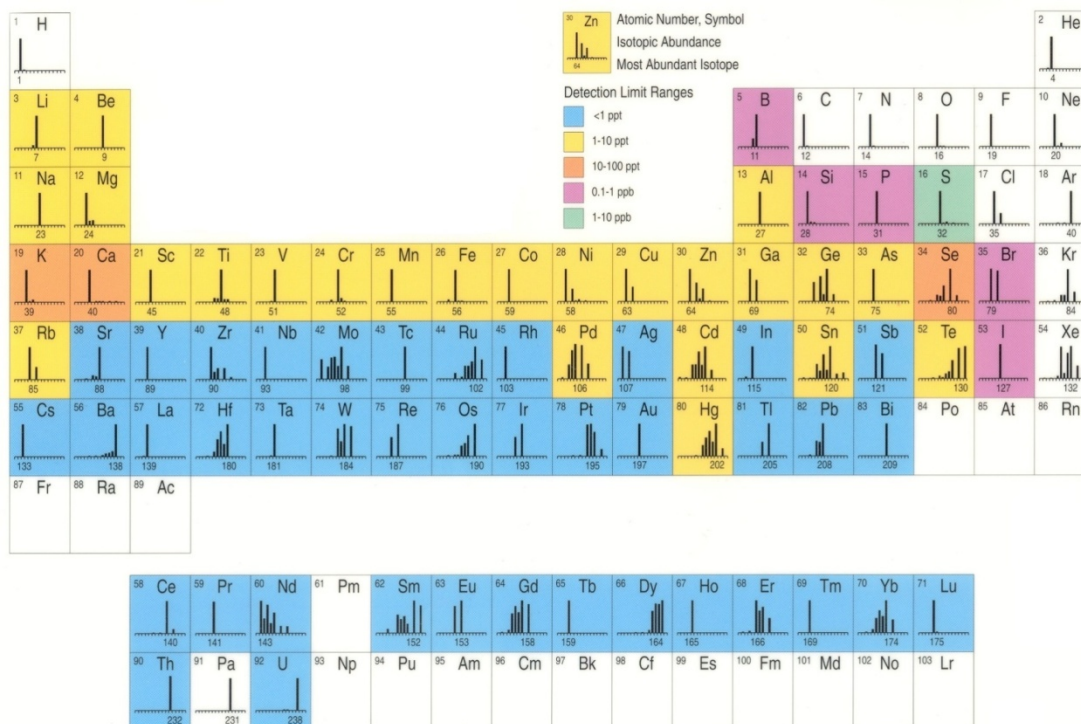 1 H
1
30 Zn
64
Atomic Number, Symbol
Isotopic Abundance
Most Abundant Isotope
2 He
4
Detection Limit Ranges
<1 ppt
1-10 ppt
10-100 ppt
0.1-1 ppb
1-10 ppb
3 Li 4 Be 5 B 6 C 7 N 8 O 9 F 10 Ne
7 9 11 12 14 16 19 20
11 Na 12 Mg 13 Al 14 Si 15 P 16 S 17 Cl 18 Ar
23 24 27 28 31 32 35 40
19 K 20 Ca 21 Sc 22 Ti 23 V 24 Cr 25 Mn 26 Fe 27 Co 28 Ni 29 Cu 30 Zn 31 Ga 32 Ge 33 As 34 Se 35 Br 36 Kr
39 40 45 48 51 52 55 56 59 58 63 64 69 74 75 80 79 84
37 Rb 38 Sr 39 Y 40 Zr 41 Nb 42 Mo 43 Tc 44 Ru 45 Rh 46 Pd 47 Ag 48 Cd 49 In 50 Sn 51 Sb 52 Te 53 I 54 Xe
85 88 89 90 93 98 99 102 103 106 107 114 115 120 121 130 127 132
55 Cs 56 Ba 57 La 72 Hf 73 Ta 74 W 75 Re 76 Os 77 Ir 78 Pt 79 Au 80 Hg 81 Tl 82 Pb 83 Bi 84 Po 85 At 86 Rn
133 138 139 180 181 184 187 190 193 195 197 202 205 208 209
87 Fr 88 Ra 89 Ac
58 Ce 59 Pr 60 Nd 61 Pm 62 Sm 63 Eu 64 Gd 65 Tb 66 Dy 67 Ho 68 Er 69 Tm 70 Yb 71 Lu
140 141 143 152 153 158 159 164 165 166 169 174 175
90 Th 91 Pa 92 U 93 Np 94 Pu 95 Am 96 Cm 97 Bk 98 Cf 99 Es 100 Fm 101 Md 102 No 103 Lr
232 231 238